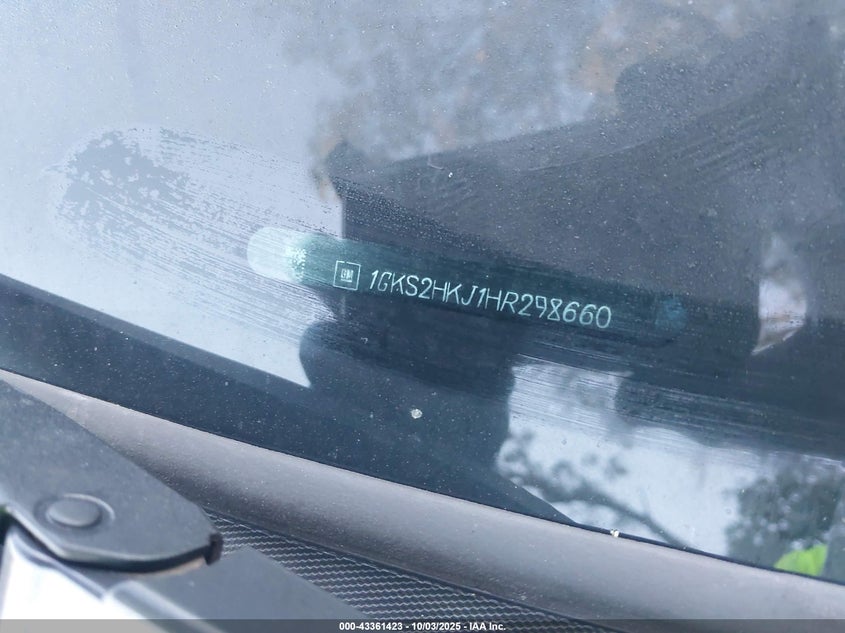 GM
1GKS2HKJ1HR298660
000-43361423 - 10/03/2025 - IAA Inc.